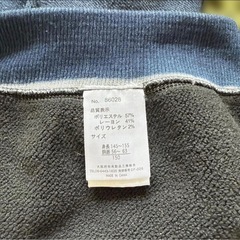 No. 86026
品質表示
ポリエステル 57%
レーヨン 41%
ポリウレタン 2%
サイズ
身長 145~155
胴囲 56~63
150